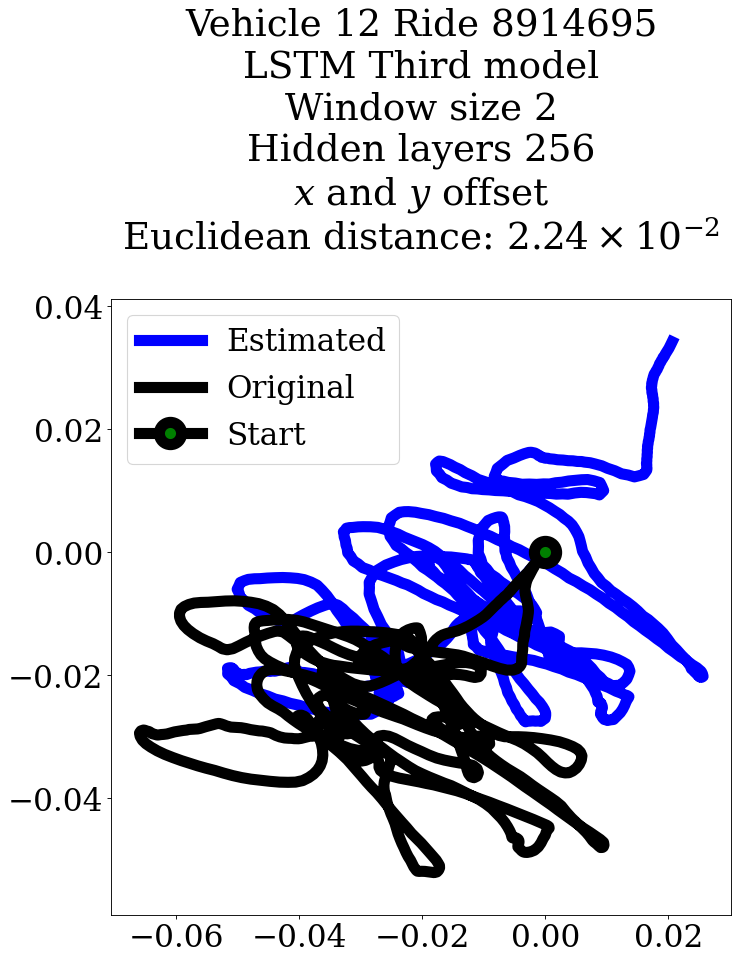 Vehicle 12 Ride 8914695
LSTM Third model
Window size 2
Hidden layers 256
x and y offset
Euclidean distance: 2.24 × 10⁻²
0.04
0.02
0.00
−0.02
−0.04
Estimated
Original
Start
−0.06
−0.04
−0.02
0.00
0.02